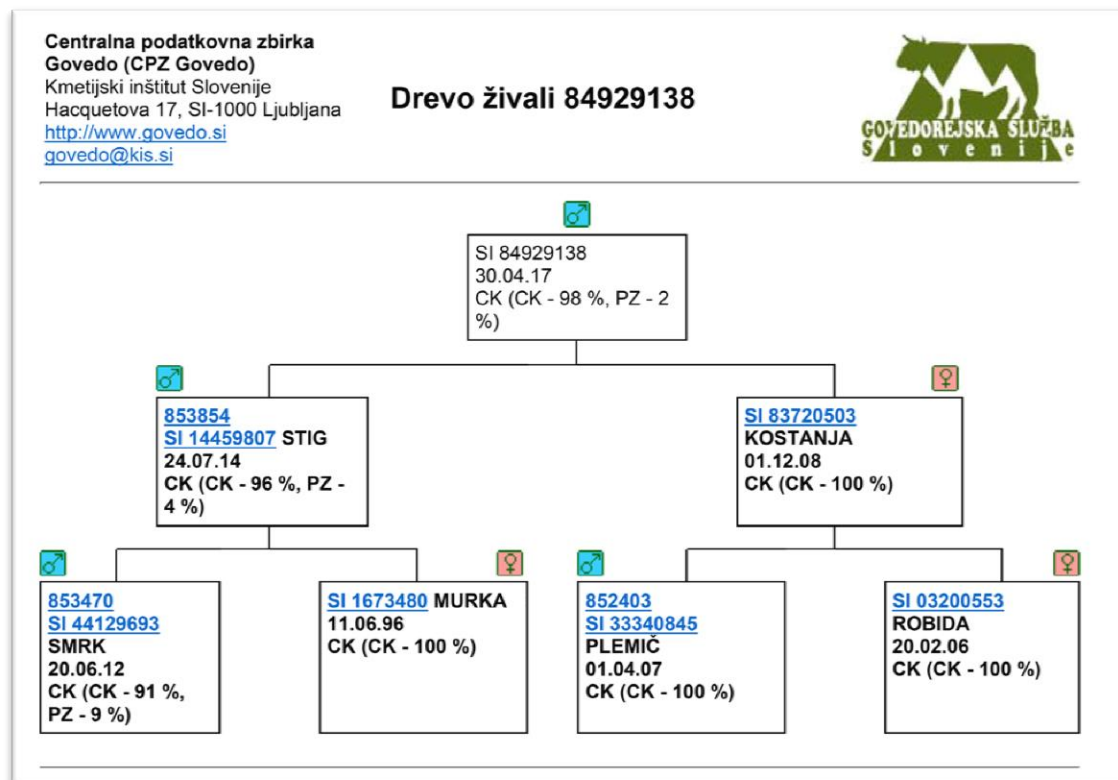 Centralna podatkovna zbirka
Govedo (CPZ Govedo)
Kmetijski inštitut Slovenije
Hacquetova 17, SI-1000 Ljubljana
http://www.govedo.si
govedo@kis.si
Drevo živali 84929138
GOVEDOREJSKA SLUŽBA
Slovenije
SI 84929138
30.04.17
CK (CK - 98 %, PZ - 2
%)
853854
SI 14459807 STIG
24.07.14
CK (CK - 96 %, PZ -
4 %)
SI 83720503
KOSTANJA
01.12.08
CK (CK - 100 %)
853470
SI 44129693
SMRK
20.06.12
CK (CK - 91 %,
PZ - 9 %)
SI 1673480 MURKA
11.06.96
CK (CK - 100 %)
852403
SI 33340845
PLEMIČ
01.04.07
CK (CK - 100 %)
SI 03200553
ROBIDA
20.02.06
CK (CK - 100 %)